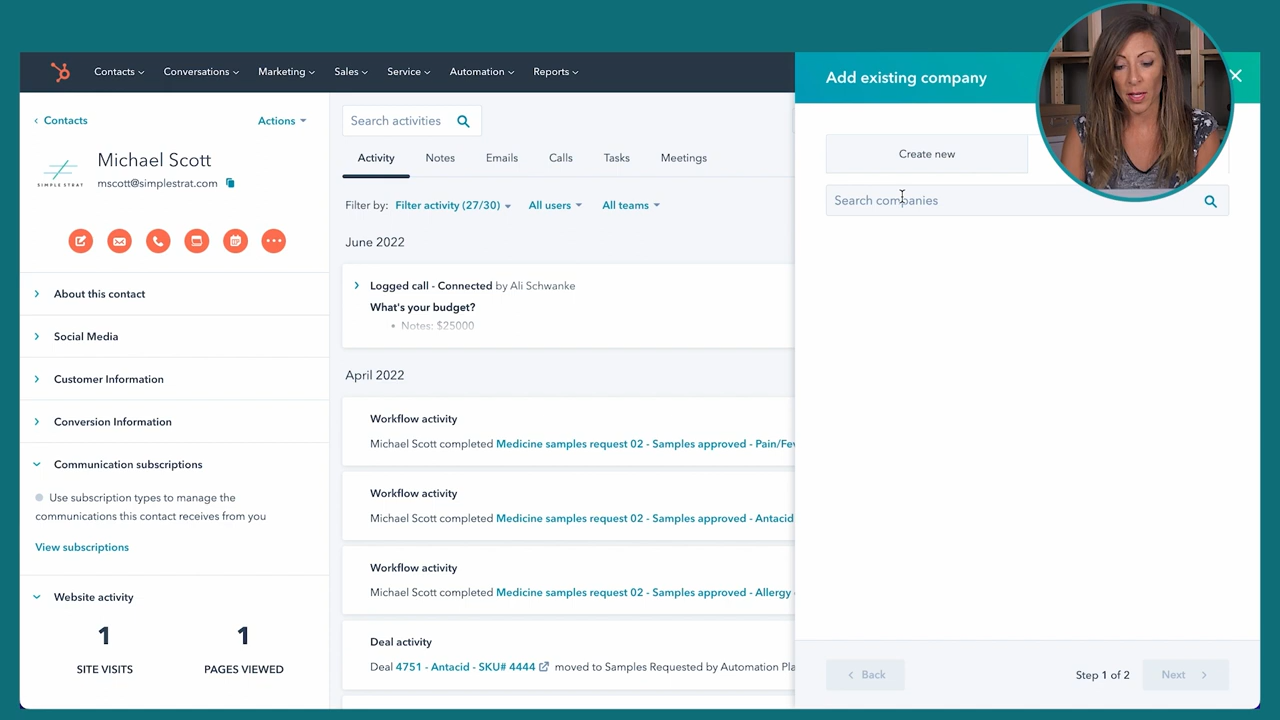 Contacts
Conversations
Marketing
Sales
Service
Automation
Reports
Add existing company
Contacts
Actions
Michael Scott
mscott@simplestrat.com
SIMPLE STRAT
About this contact
Social Media
Customer Information
Conversion Information
Communication subscriptions
Use subscription types to manage the
communications this contact receives from you
View subscriptions
Website activity
1
1
SITE VISITS
PAGES VIEWED
Search activities
Activity
Notes
Emails
Calls
Tasks
Meetings
Filter by:
Filter activity (27/30)
All users
All teams
June 2022
Logged call - Connected by Ali Schwanke
What's your budget?
• Notes: $25000
April 2022
Workflow activity
Michael Scott completed Medicine samples request 02 - Samples approved - Pain/Fev
Workflow activity
Michael Scott completed Medicine samples request 02 - Samples approved - Antacid
Workflow activity
Michael Scott completed Medicine samples request 02 - Samples approved - Allergy
Deal activity
Deal 4751 - Antacid - SKU# 4444 moved to Samples Requested by Automation Pla
Create new
Search companies
Back
Step 1 of 2
Next